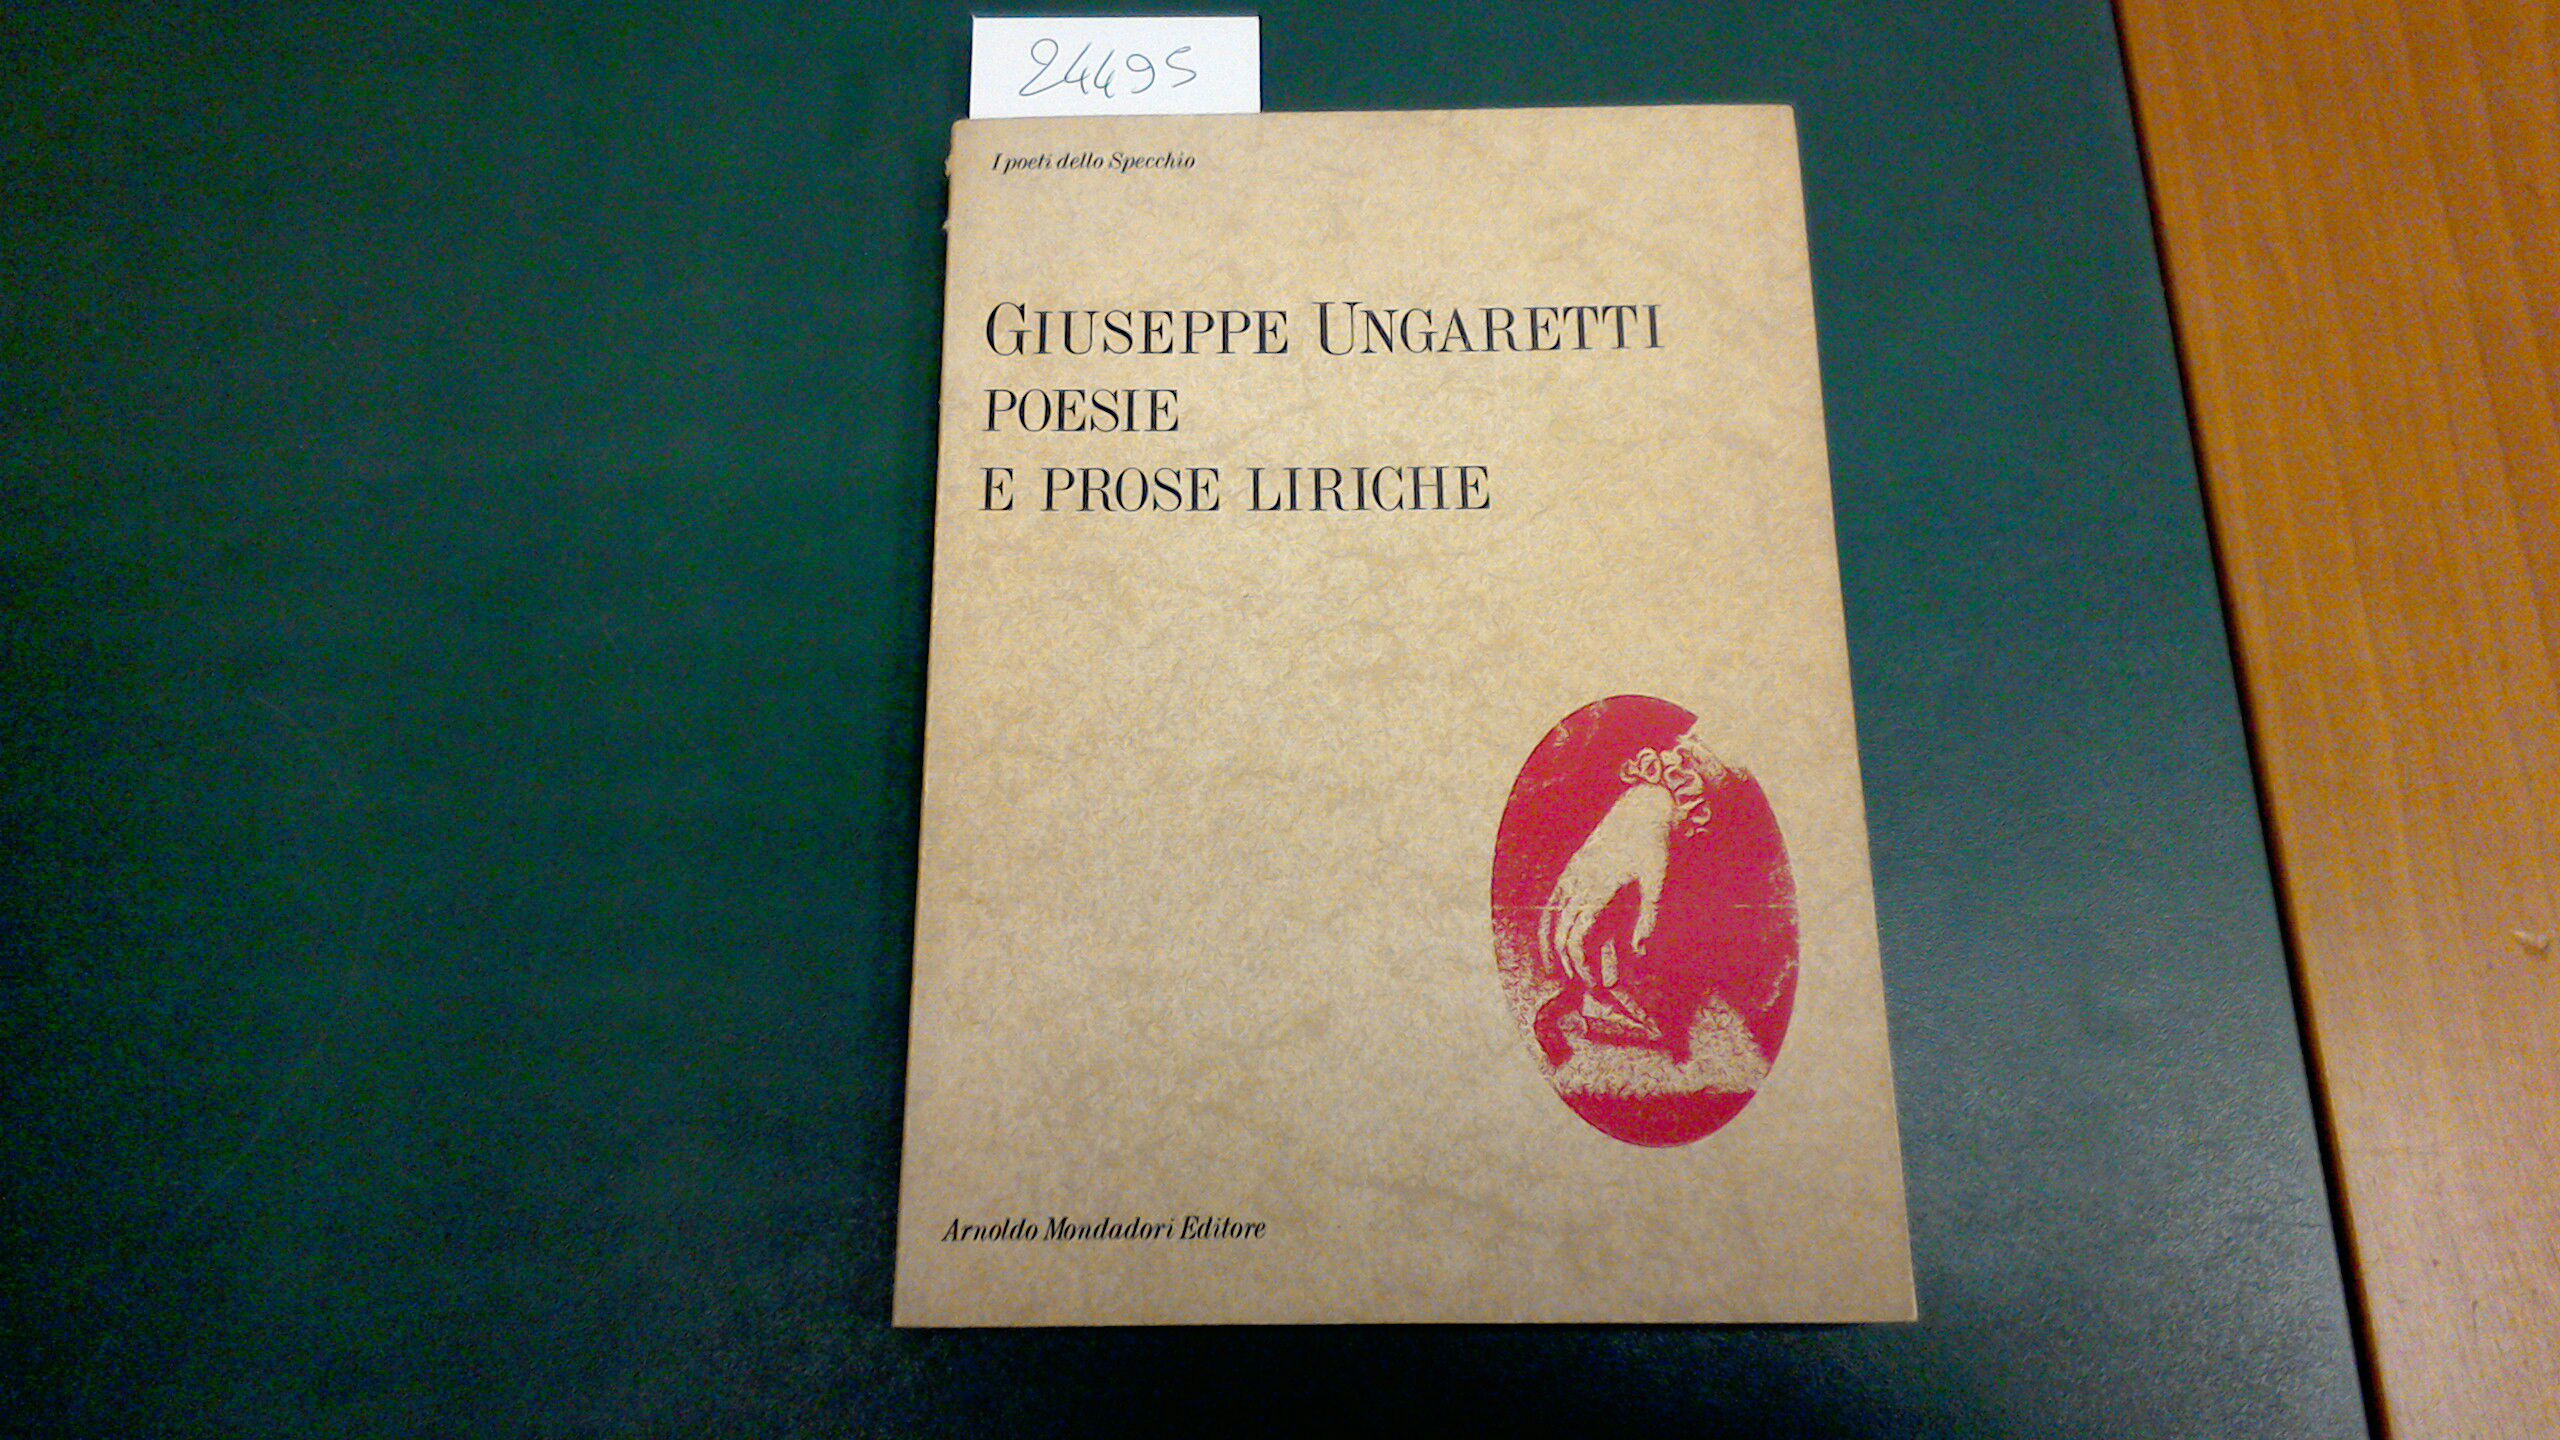 24495
I poeti dello Specchio
GIUSEPPE UNGARETTI
POESIE
E PROSE LIRICHE
Arnoldo Mondadori Editore